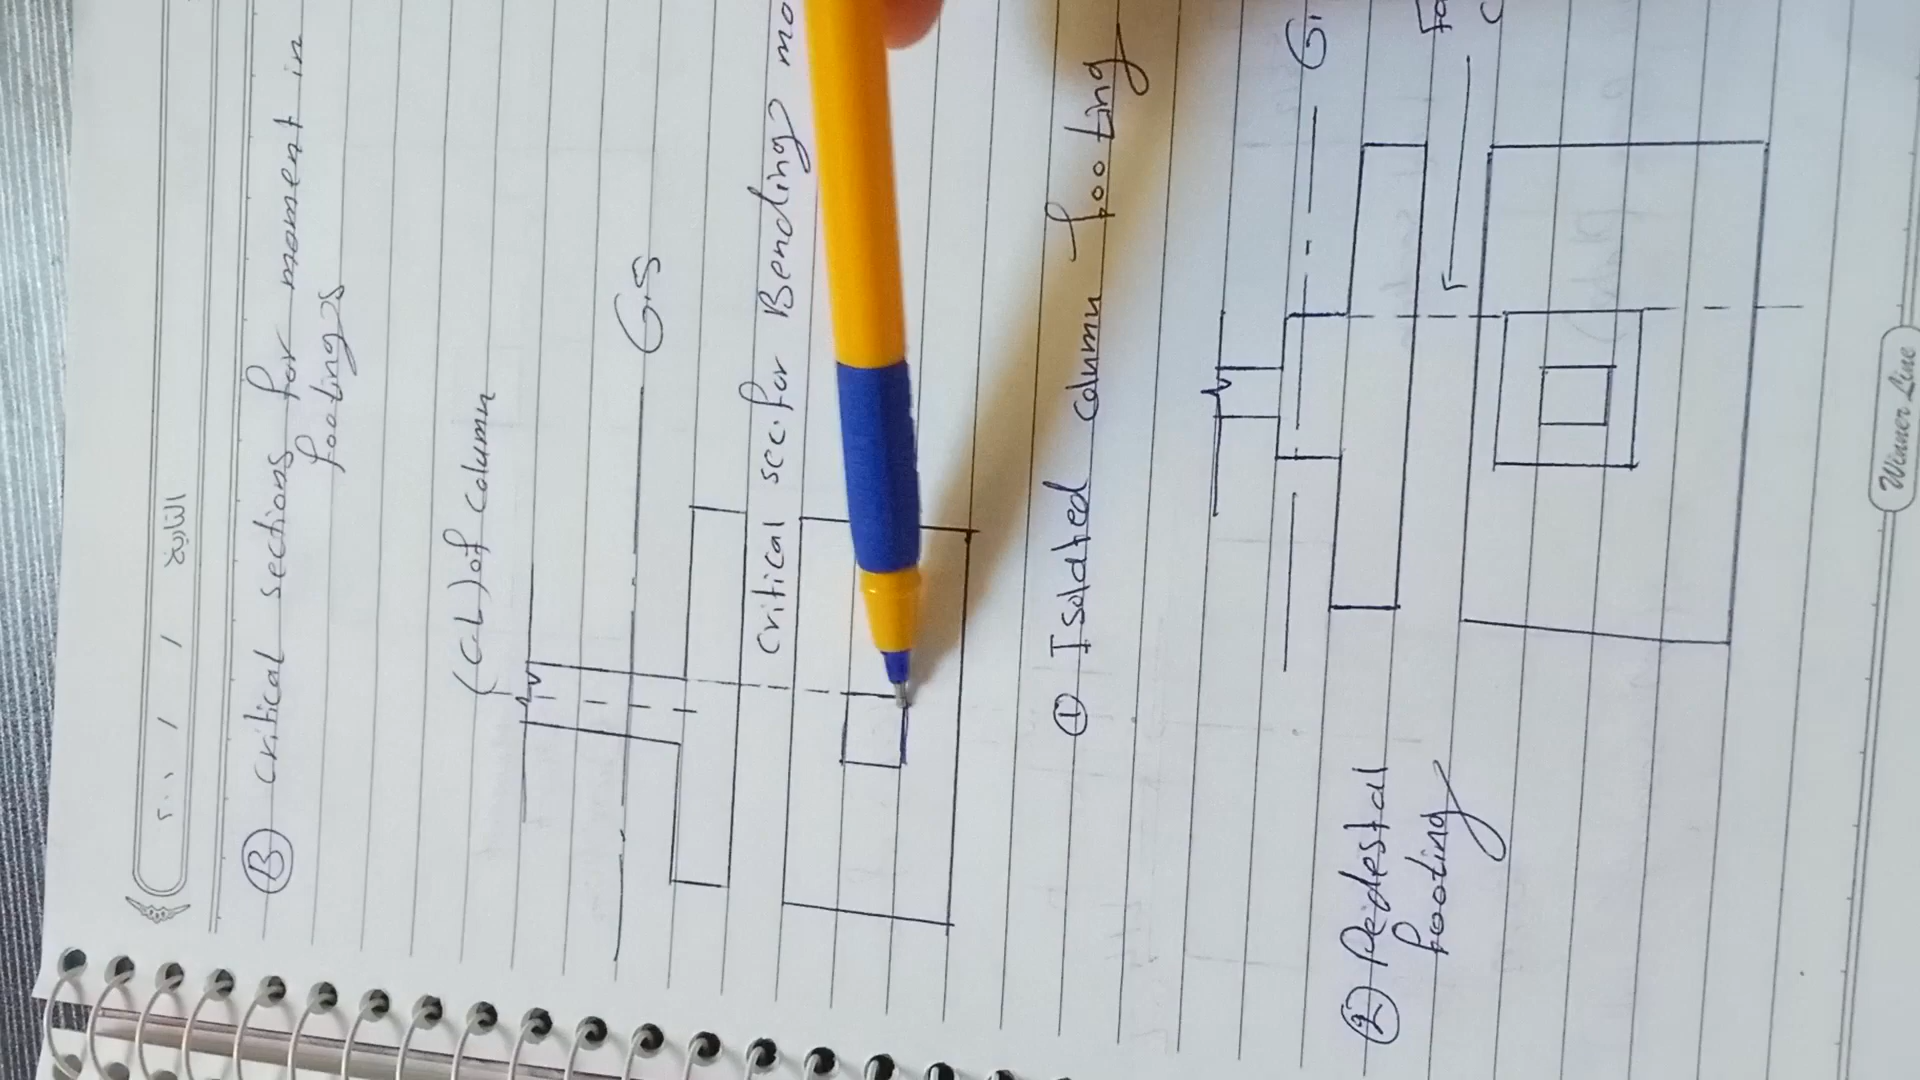 التاريخ / / ٢٠٠
B critical sections for moment in
footings
(C.L) of column
G.S
critical sec. for Bending mo
① Isolated column footing
G.
② Pedestal
footing
Winner Line